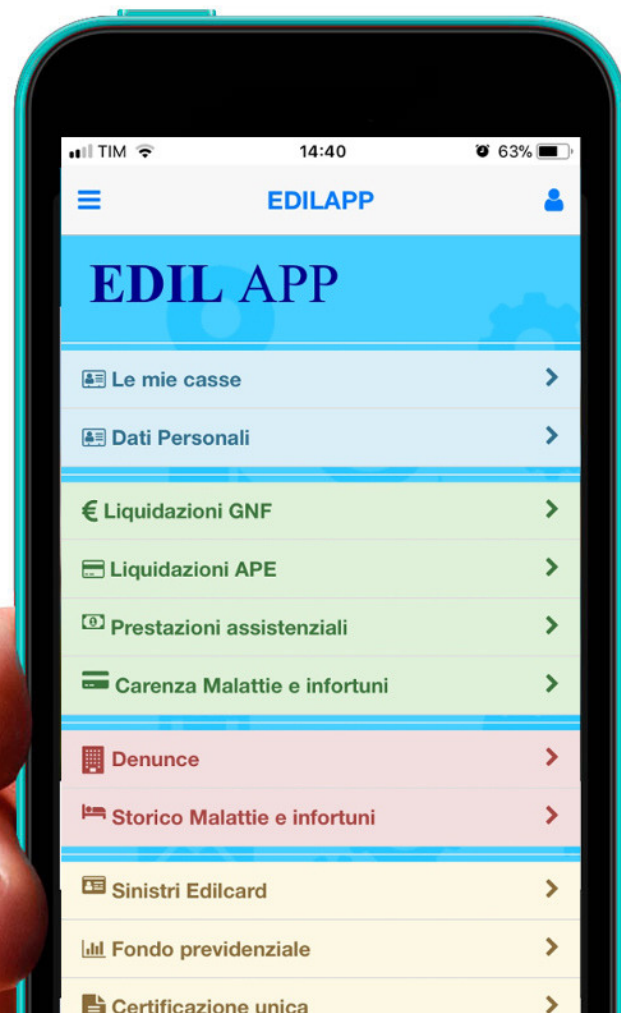 TIM 14:40 63%
EDILAPP
EDIL APP
Le mie casse
Dati Personali
Liquidazioni GNF
Liquidazioni APE
Prestazioni assistenziali
Carenza Malattie e infortuni
Denunce
Storico Malattie e infortuni
Sinistri Edilcard
Fondo previdenziale
Certificazione unica